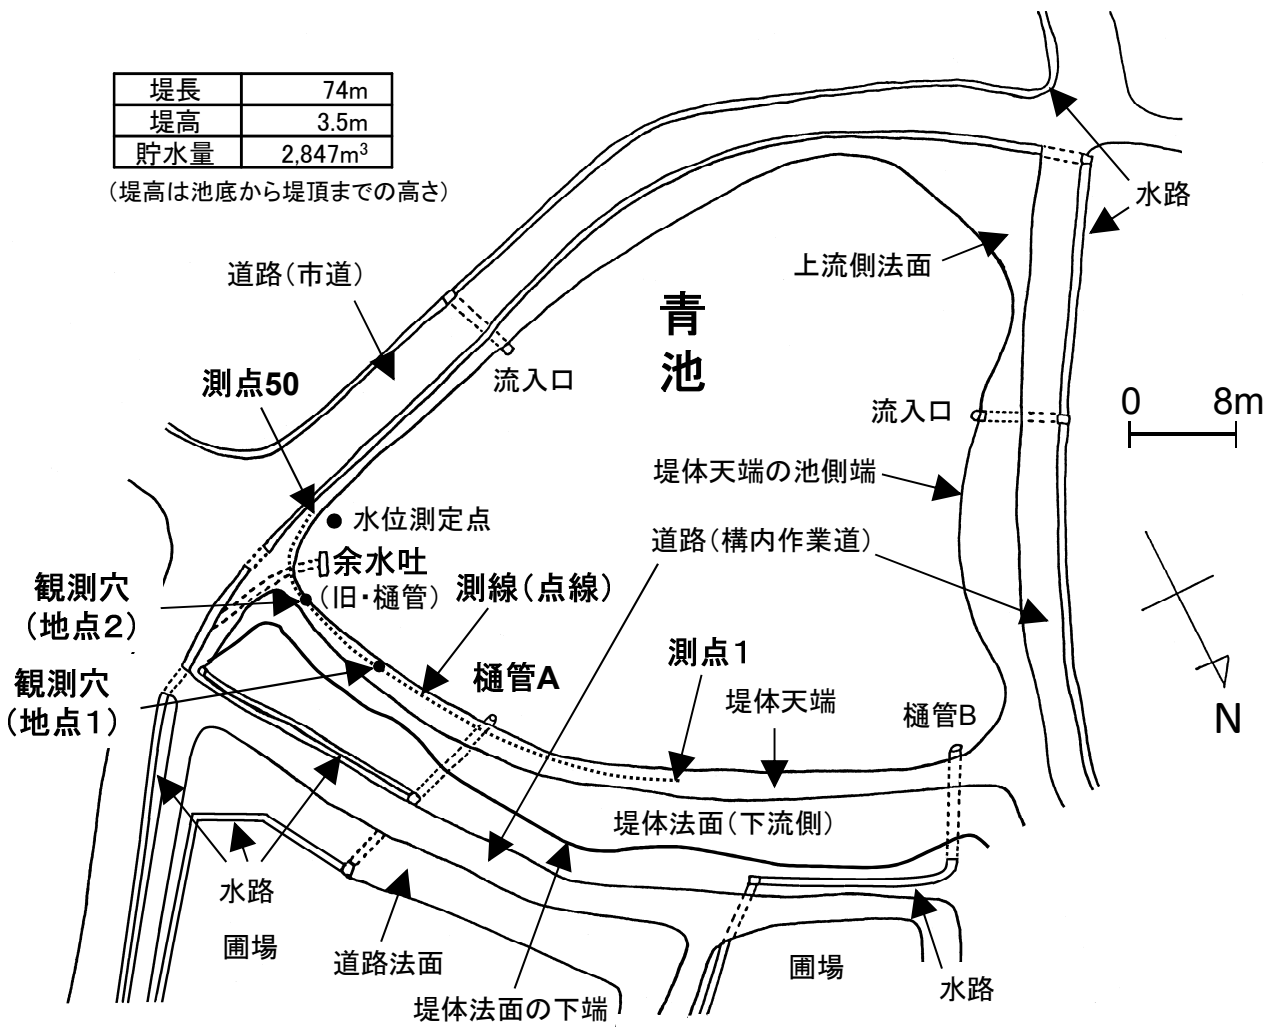 堤長 74m
堤高 3.5m
貯水量 2,847m³
(堤高は池底から堤頂までの高さ)
水路
上流側法面
道路(市道)
青池
流入口
測点50
流入口
0 8m
堤体天端の池側端
水位測定点
道路(構内作業道)
余水吐
(旧・樋管)
測線(点線)
観測穴
(地点2)
測点1
観測穴
(地点1)
樋管A
堤体天端
樋管B
N
堤体法面(下流側)
水路
圃場
道路法面
圃場
水路
堤体法面の下端